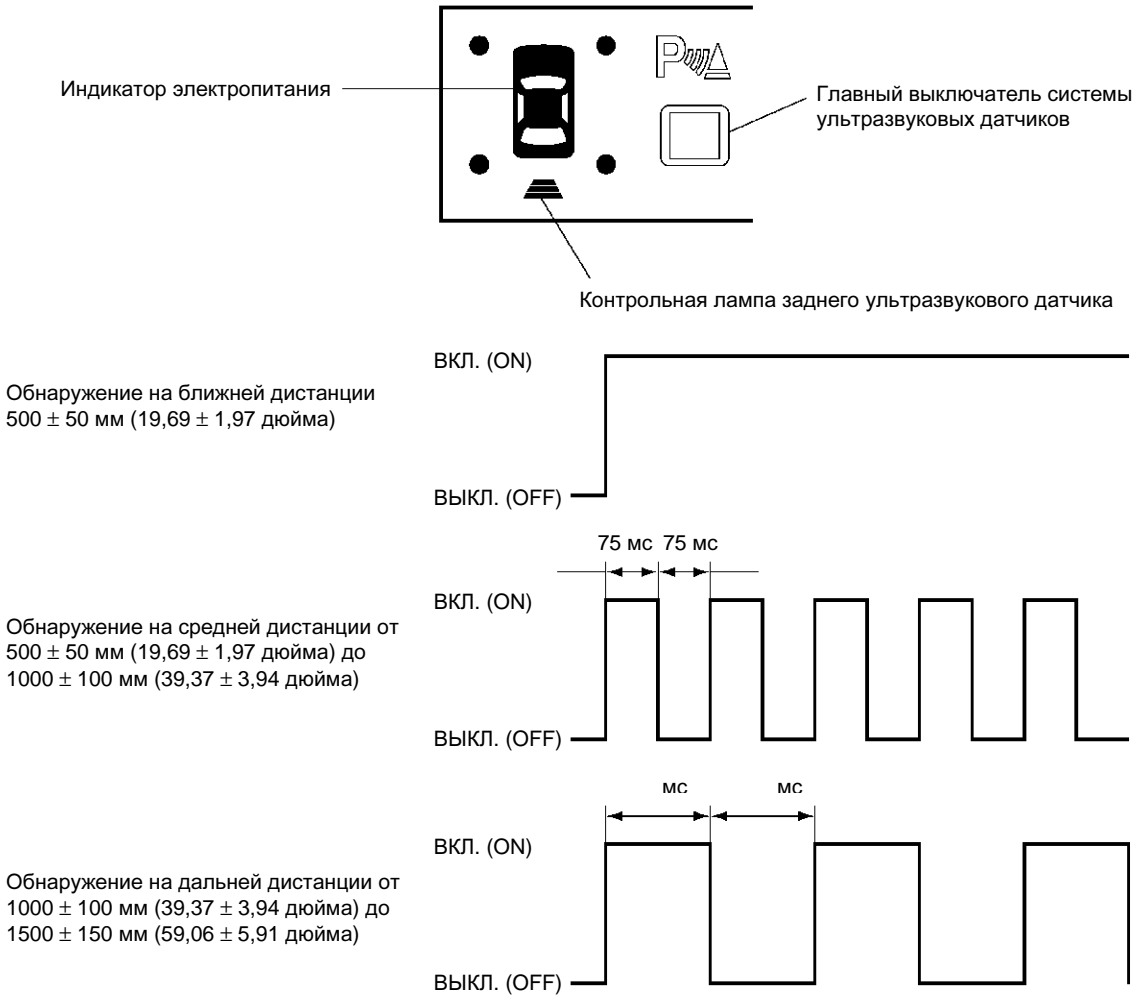 P
Индикатор электропитания
Главный выключатель системы
ультразвуковых датчиков
Контрольная лампа заднего ультразвукового датчика
ВКЛ. (ON)
Обнаружение на ближней дистанции
500 ± 50 мм (19,69 ± 1,97 дюйма)
ВЫКЛ. (OFF)
75 мс 75 мс
ВКЛ. (ON)
Обнаружение на средней дистанции от
500 ± 50 мм (19,69 ± 1,97 дюйма) до
1000 ± 100 мм (39,37 ± 3,94 дюйма)
ВЫКЛ. (OFF)
мс мс
ВКЛ. (ON)
Обнаружение на дальней дистанции от
1000 ± 100 мм (39,37 ± 3,94 дюйма) до
1500 ± 150 мм (59,06 ± 5,91 дюйма)
ВЫКЛ. (OFF)